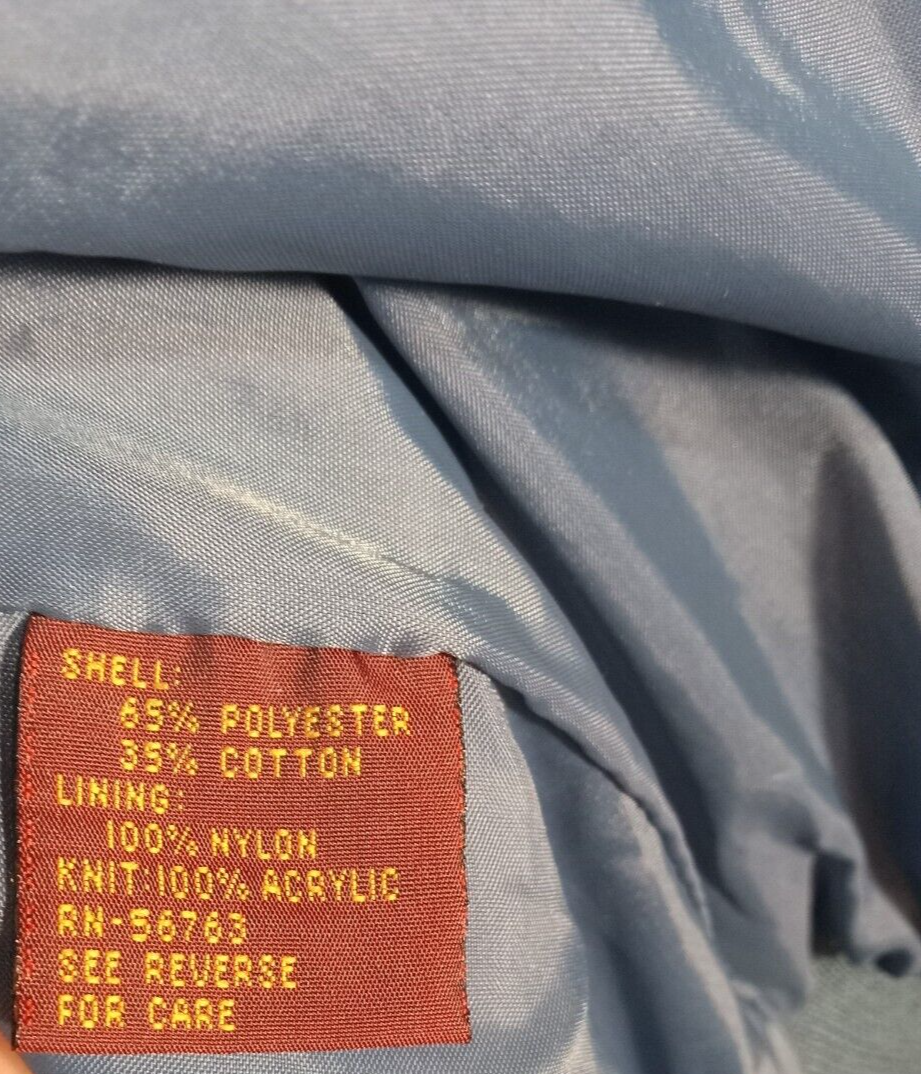 SHELL:
65% POLYESTER
35% COTTON
LINING:
100% NYLON
KNIT:100% ACRYLIC
RN-56763
SEE REVERSE
FOR CARE